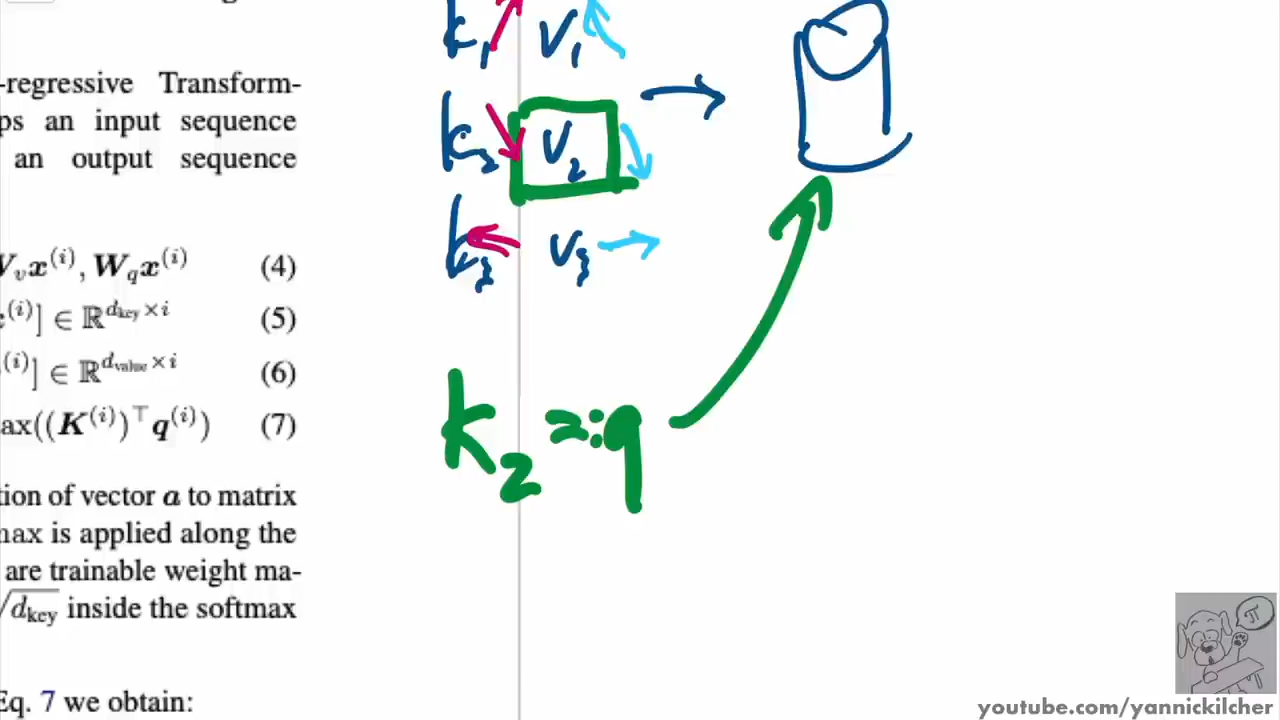 k₁ v₁
-regressive Transform-
ps an input sequence
an output sequence
k₂ v₂
k₃ v₃
V_v x^(i), W_q x^(i) (4)
^(i)] ∈ ℝ^{d_key×i} (5)
^(i)] ∈ ℝ^{d_value×i} (6)
ax((K^(i))^⊤ q^(i)) (7)
k₂ =: q
tion of vector a to matrix
max is applied along the
are trainable weight ma-
√d_key inside the softmax
Eq. 7 we obtain:
π
youtube.com/yannickilcher